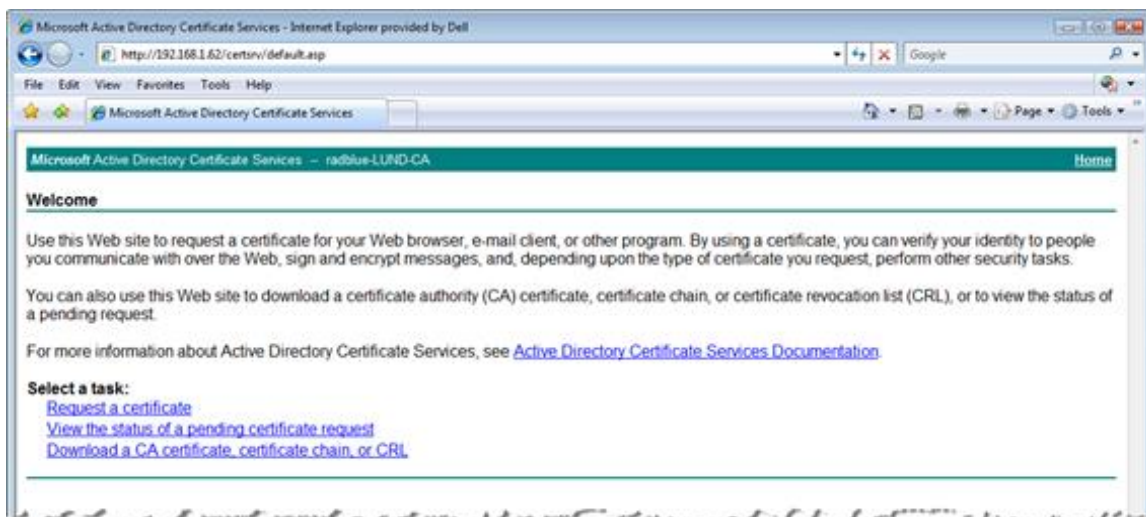 Microsoft Active Directory Certificate Services - Internet Explorer provided by Dell
http://192.168.1.62/certsrv/default.asp
Google
File Edit View Favorites Tools Help
Microsoft Active Directory Certificate Services
Page Tools
Microsoft Active Directory Certificate Services -- radblue-LUND-CA
Home
Welcome
Use this Web site to request a certificate for your Web browser, e-mail client, or other program. By using a certificate, you can verify your identity to people
you communicate with over the Web, sign and encrypt messages, and, depending upon the type of certificate you request, perform other security tasks.
You can also use this Web site to download a certificate authority (CA) certificate, certificate chain, or certificate revocation list (CRL), or to view the status of
a pending request.
For more information about Active Directory Certificate Services, see Active Directory Certificate Services Documentation.
Select a task:
Request a certificate
View the status of a pending certificate request
Download a CA certificate, certificate chain, or CRL